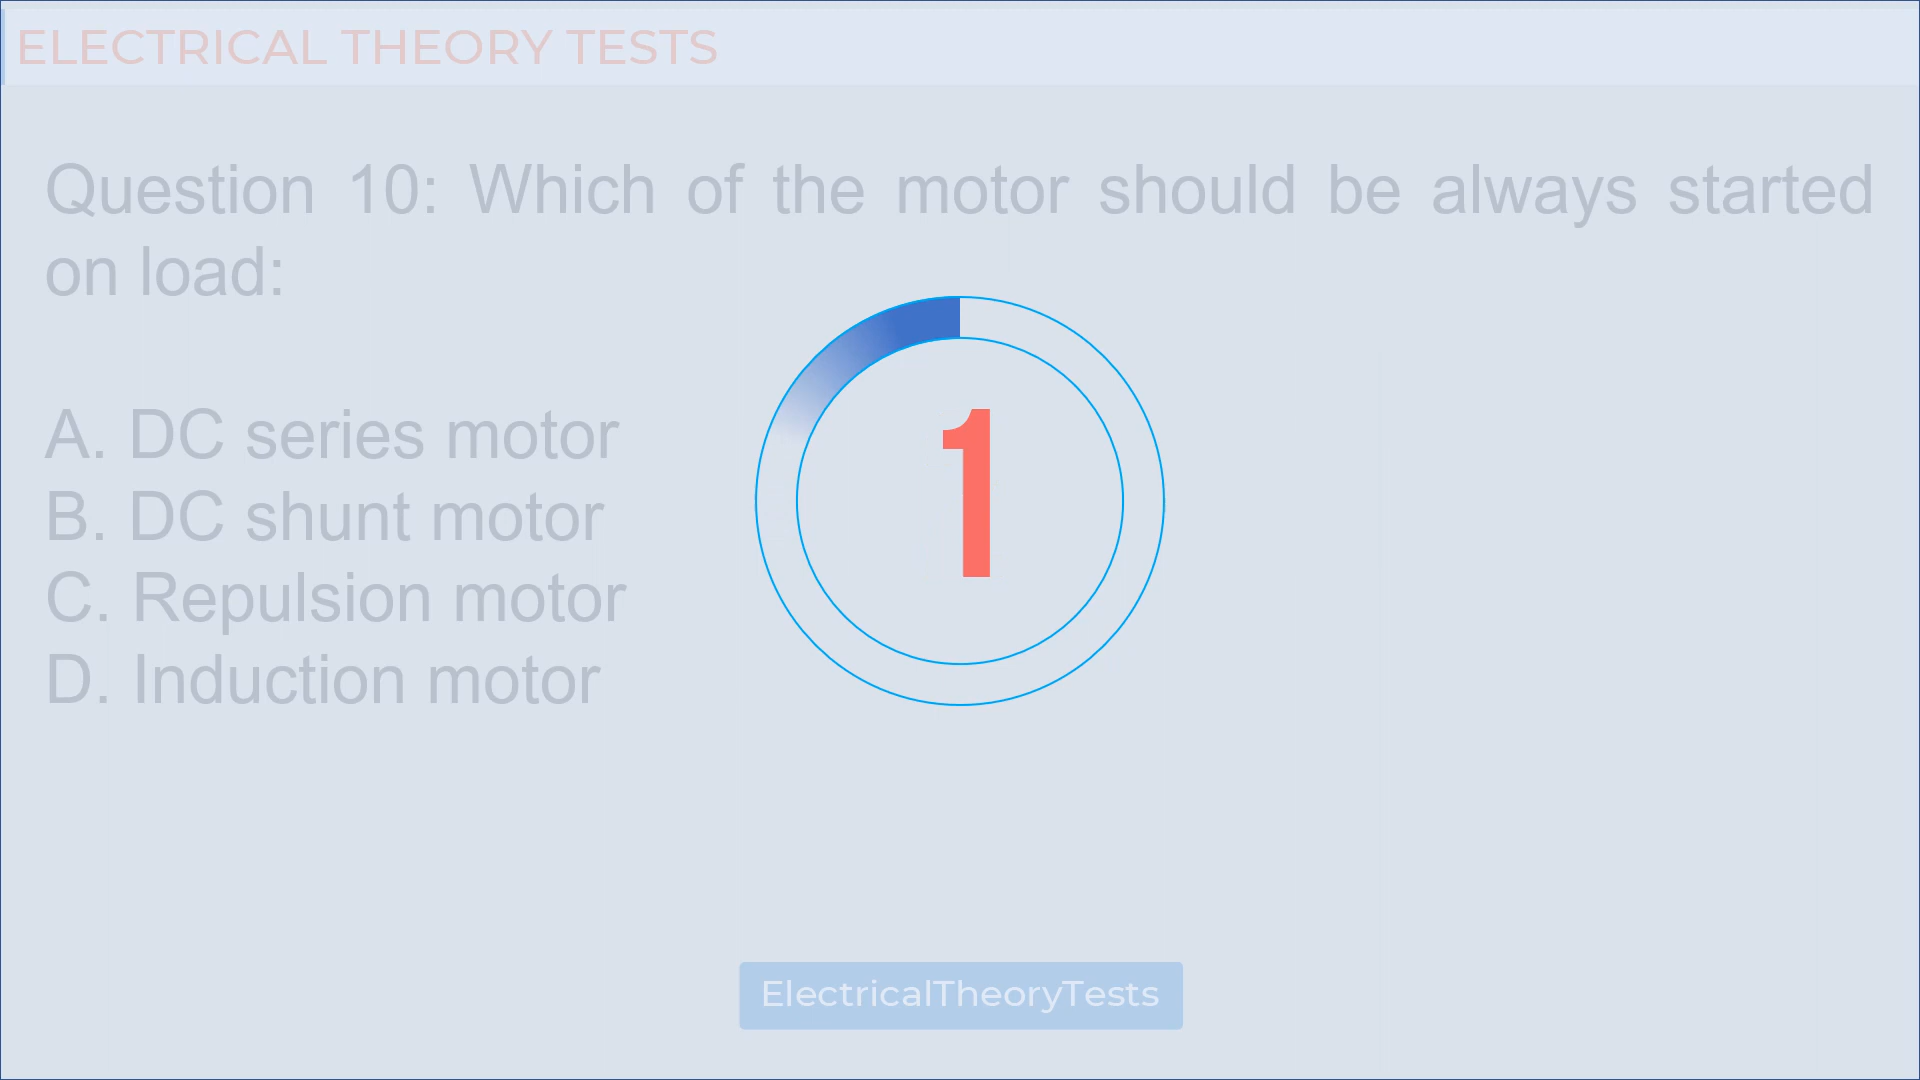 ELECTRICAL THEORY TESTS
Question 10: Which of the motor should be always started
on load:
A. DC series motor
B. DC shunt motor
C. Repulsion motor
D. Induction motor
1
ElectricalTheoryTests